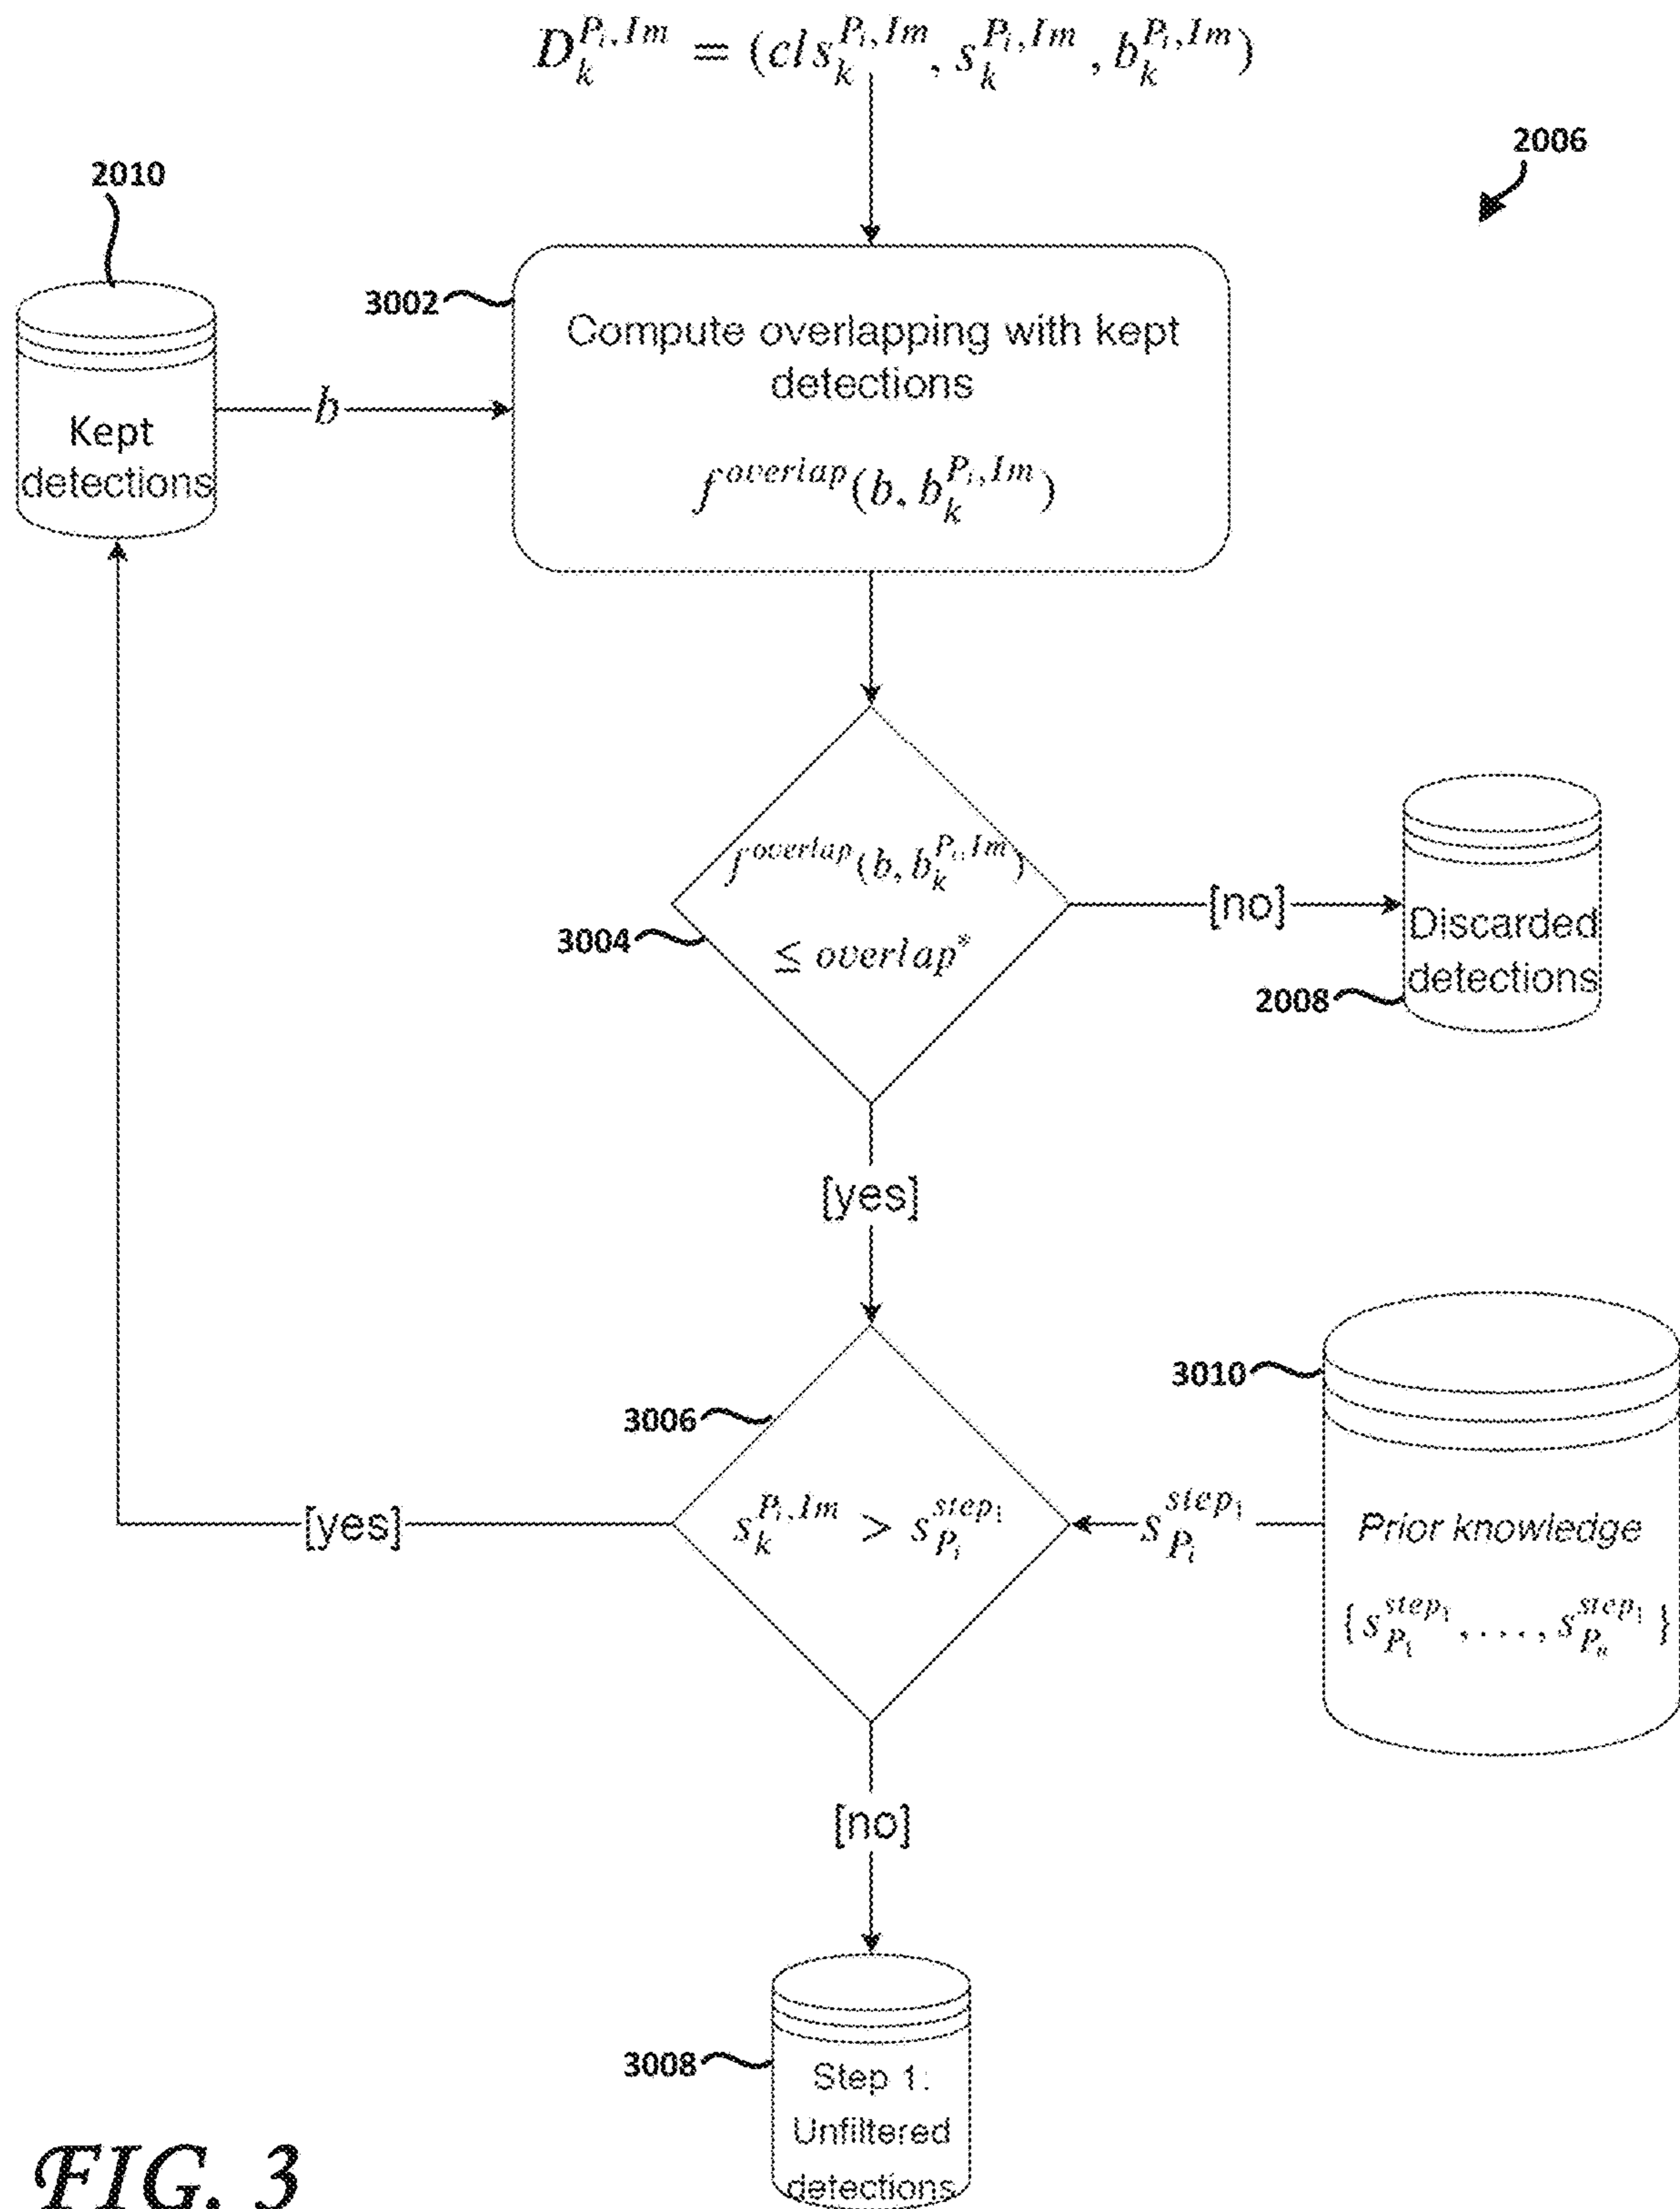 D_k^{P_i,Im} = (cls_k^{P_i,Im}, s_k^{P_i,Im}, b_k^{P_i,Im})
2006
2010
3002
Compute overlapping with kept
detections
f^{overlap}(b, b_k^{P_i,Im})
Kept
detections
b
f^{overlap}(b, b_k^{P_i,Im})
≤ overlap*
3004
[no]
Discarded
detections
2008
[yes]
3006
s_k^{P_i,Im} > s_{P_i}^{step_1}
[yes]
s_{P_i}^{step_1}
3010
Prior knowledge
{s_{P_1}^{step_1}, ..., s_{P_n}^{step_1}}
[no]
3008
Step 1:
Unfiltered
detections
FIG. 3